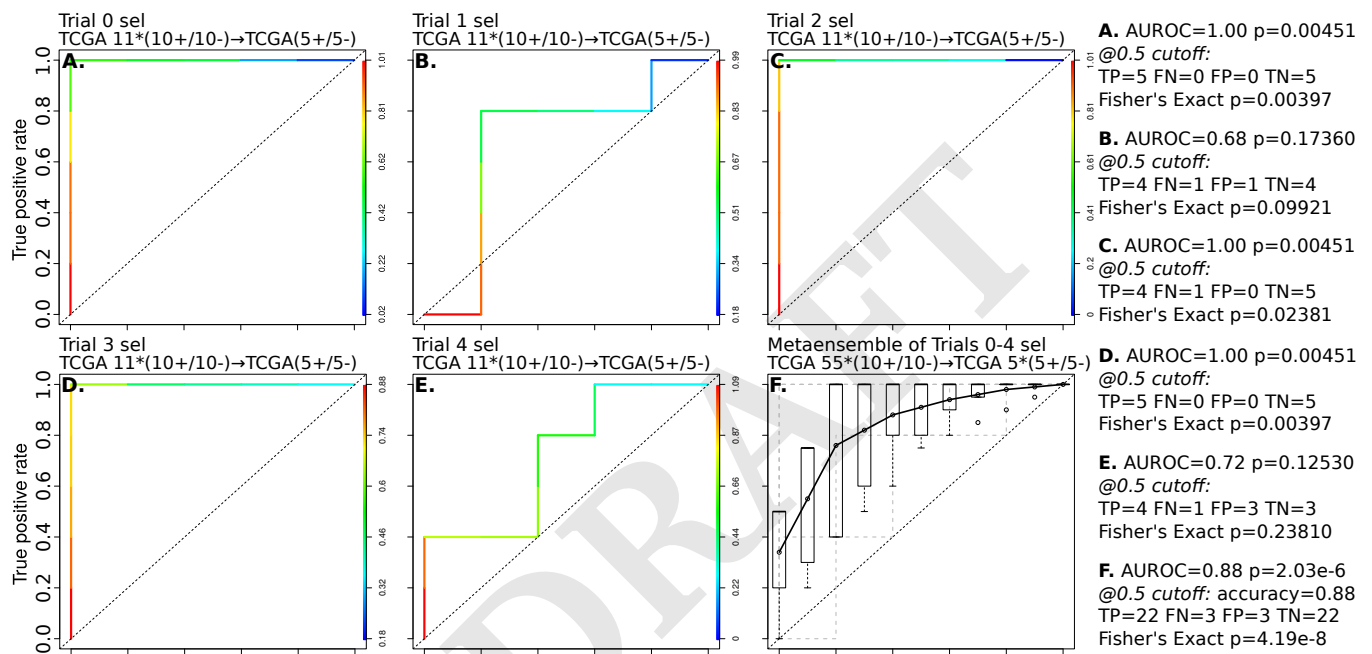 Trial 0 sel
TCGA 11*(10+/10-)→TCGA(5+/5-)
Trial 1 sel
TCGA 11*(10+/10-)→TCGA(5+/5-)
Trial 2 sel
TCGA 11*(10+/10-)→TCGA(5+/5-)
True positive rate
0.0 0.2 0.4 0.6 0.8 1.0
A.
0.02 0.22 0.42 0.62 0.81 1.01
B.
0.18 0.34 0.51 0.67 0.83 0.99
C.
0 0.2 0.41 0.61 0.81 1.01
Trial 3 sel
TCGA 11*(10+/10-)→TCGA(5+/5-)
Trial 4 sel
TCGA 11*(10+/10-)→TCGA(5+/5-)
Metaensemble of Trials 0-4 sel
TCGA 55*(10+/10-)→TCGA 5*(5+/5-)
True positive rate
0.0 0.2 0.4 0.6 0.8 1.0
D.
0.18 0.32 0.46 0.6 0.74 0.88
E.
0 0.22 0.44 0.66 0.87 1.09
F.
A. AUROC=1.00 p=0.00451
@0.5 cutoff:
TP=5 FN=0 FP=0 TN=5
Fisher's Exact p=0.00397
B. AUROC=0.68 p=0.17360
@0.5 cutoff:
TP=4 FN=1 FP=1 TN=4
Fisher's Exact p=0.09921
C. AUROC=1.00 p=0.00451
@0.5 cutoff:
TP=4 FN=1 FP=0 TN=5
Fisher's Exact p=0.02381
D. AUROC=1.00 p=0.00451
@0.5 cutoff:
TP=5 FN=0 FP=0 TN=5
Fisher's Exact p=0.00397
E. AUROC=0.72 p=0.12530
@0.5 cutoff:
TP=4 FN=1 FP=3 TN=3
Fisher's Exact p=0.23810
F. AUROC=0.88 p=2.03e-6
@0.5 cutoff: accuracy=0.88
TP=22 FN=3 FP=3 TN=22
Fisher's Exact p=4.19e-8
DRAFT